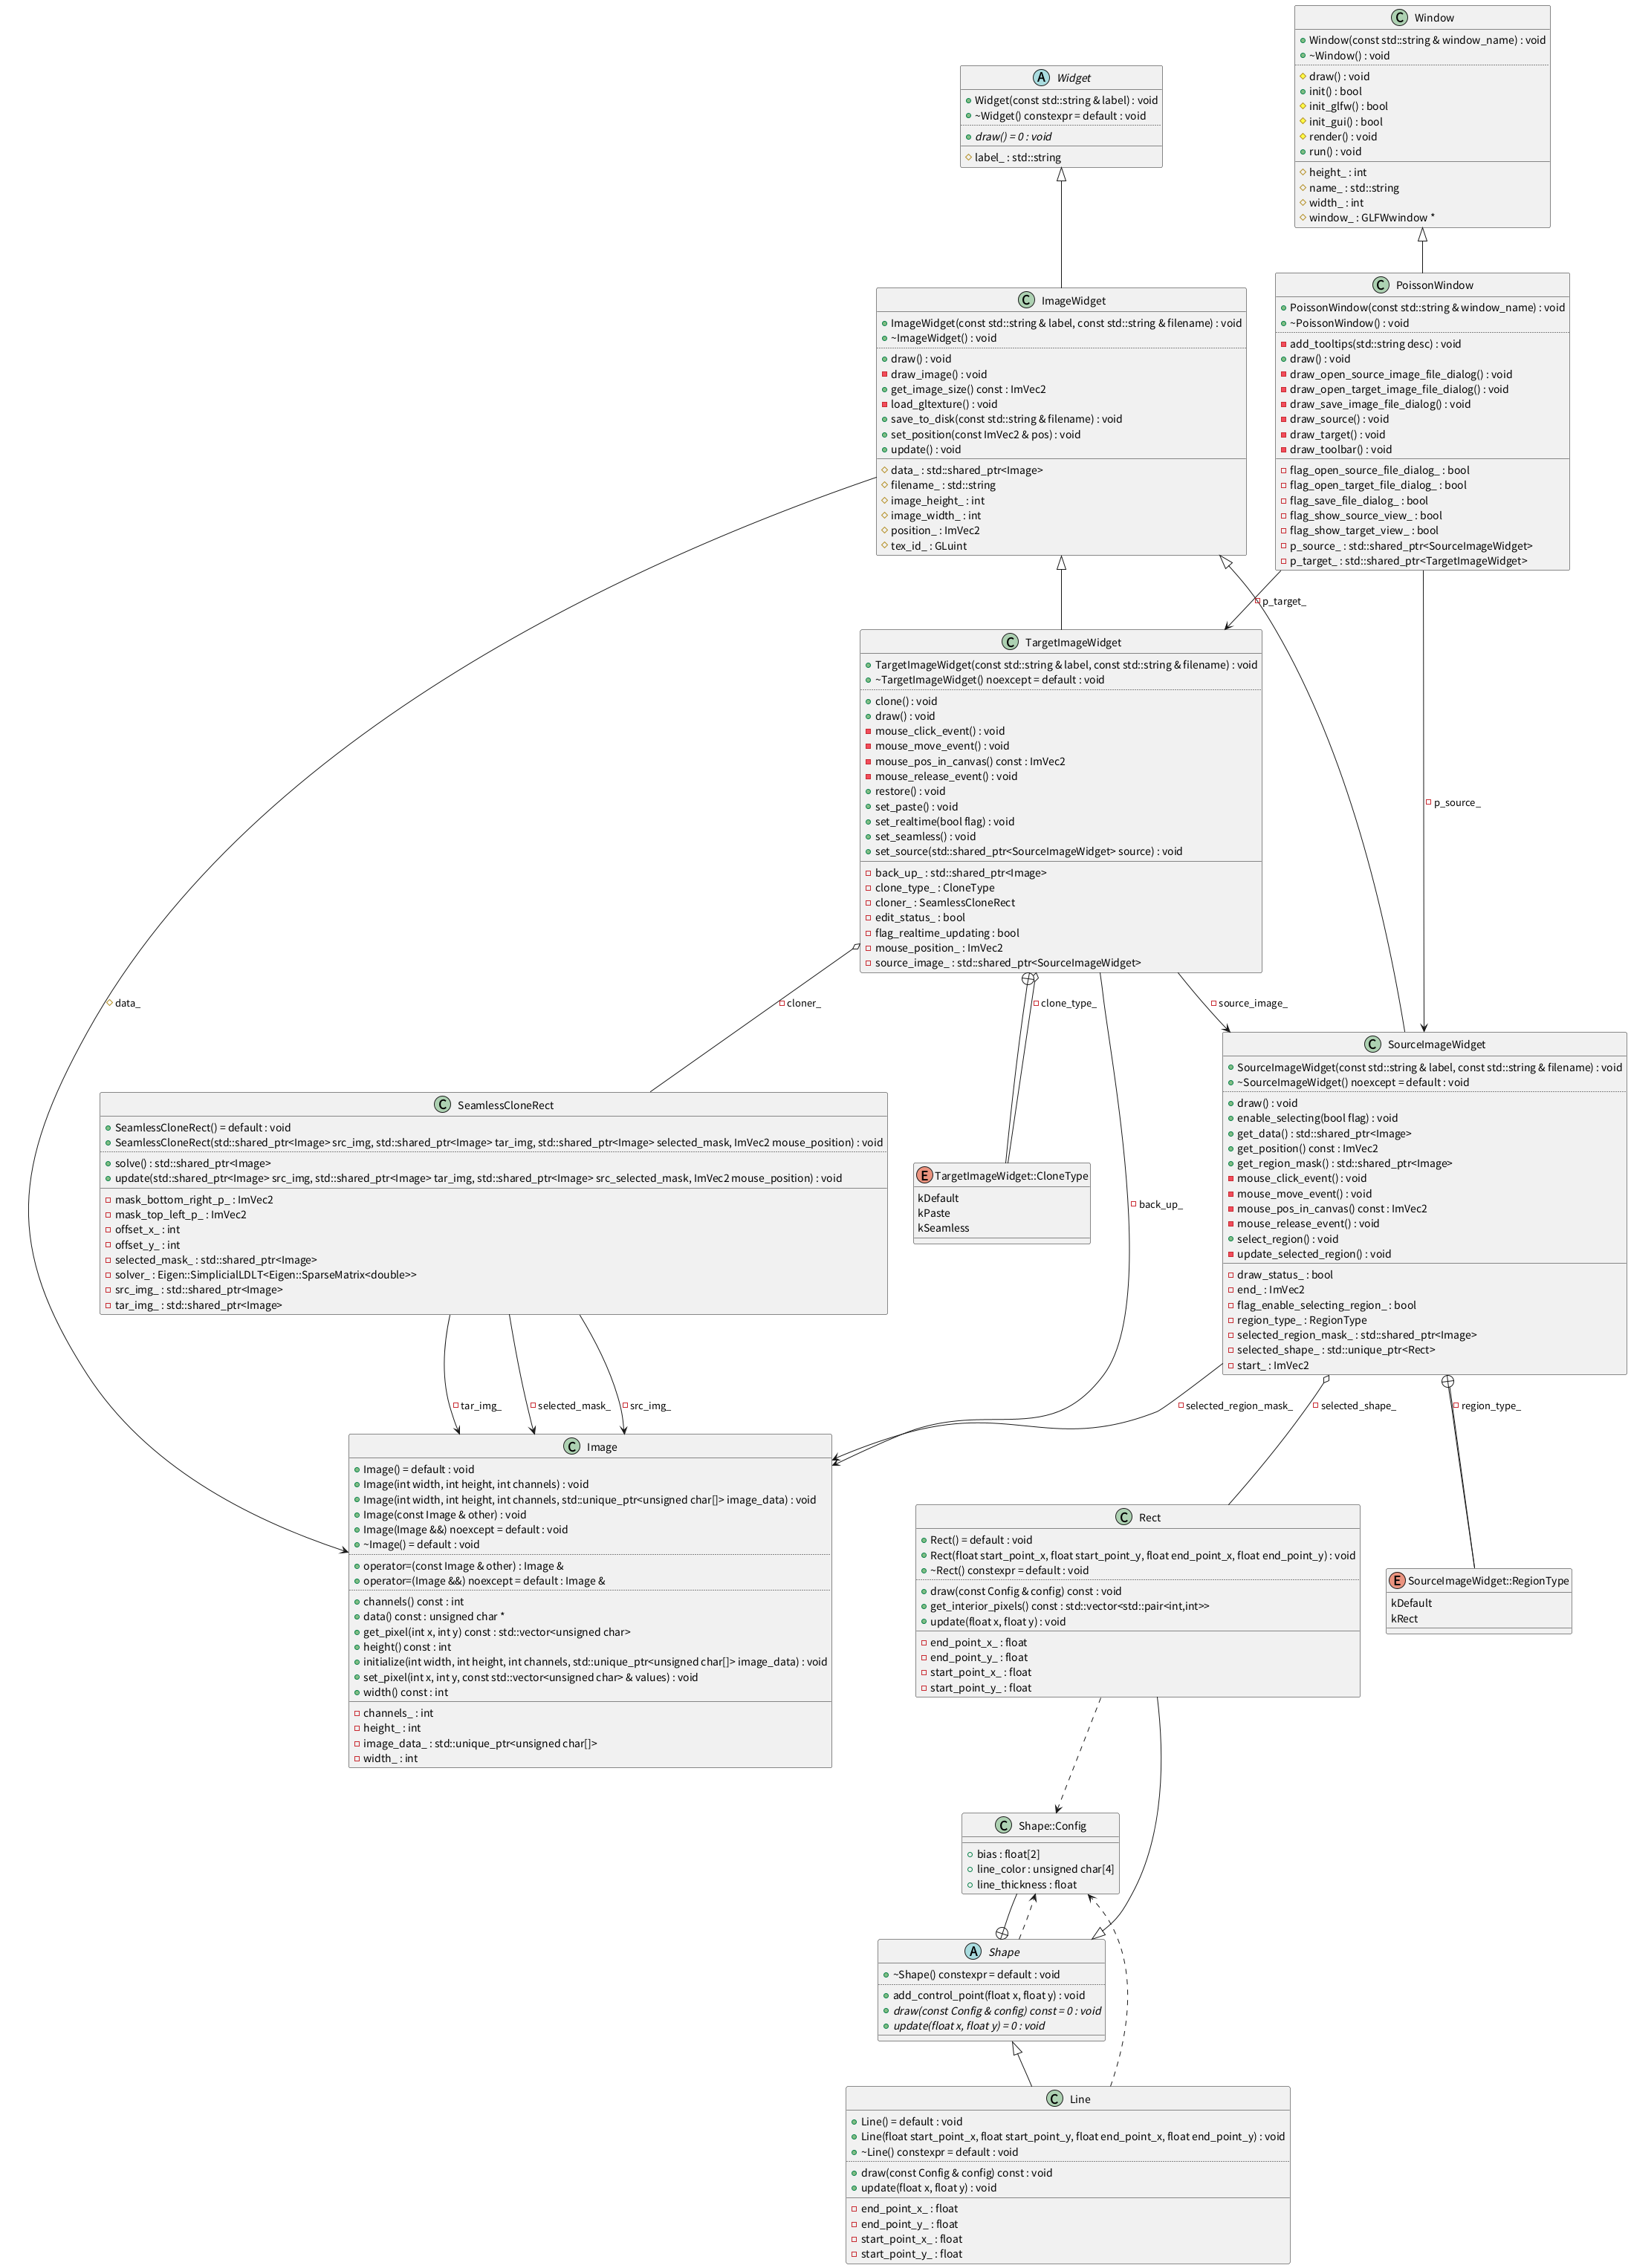 Window
Window(const std::string & window_name) : void
~Window() : void
draw() : void
init() : bool
init_glfw() : bool
init_gui() : bool
render() : void
run() : void
height_ : int
name_ : std::string
width_ : int
window_ : GLFWwindow *
Widget
Widget(const std::string & label) : void
~Widget() constexpr = default : void
draw() = 0 : void
label_ : std::string
ImageWidget
ImageWidget(const std::string & label, const std::string & filename) : void
~ImageWidget() : void
draw() : void
draw_image() : void
get_image_size() const : ImVec2
load_gltexture() : void
save_to_disk(const std::string & filename) : void
set_position(const ImVec2 & pos) : void
update() : void
data_ : std::shared_ptr<Image>
filename_ : std::string
image_height_ : int
image_width_ : int
position_ : ImVec2
tex_id_ : GLuint
PoissonWindow
PoissonWindow(const std::string & window_name) : void
~PoissonWindow() : void
add_tooltips(std::string desc) : void
draw() : void
draw_open_source_image_file_dialog() : void
draw_open_target_image_file_dialog() : void
draw_save_image_file_dialog() : void
draw_source() : void
draw_target() : void
draw_toolbar() : void
flag_open_source_file_dialog_ : bool
flag_open_target_file_dialog_ : bool
flag_save_file_dialog_ : bool
flag_show_source_view_ : bool
flag_show_target_view_ : bool
p_source_ : std::shared_ptr<SourceImageWidget>
p_target_ : std::shared_ptr<TargetImageWidget>
p_target_
TargetImageWidget
TargetImageWidget(const std::string & label, const std::string & filename) : void
~TargetImageWidget() noexcept = default : void
clone() : void
draw() : void
mouse_click_event() : void
mouse_move_event() : void
mouse_pos_in_canvas() const : ImVec2
mouse_release_event() : void
restore() : void
set_paste() : void
set_realtime(bool flag) : void
set_seamless() : void
set_source(std::shared_ptr<SourceImageWidget> source) : void
back_up_ : std::shared_ptr<Image>
clone_type_ : CloneType
cloner_ : SeamlessCloneRect
edit_status_ : bool
flag_realtime_updating : bool
mouse_position_ : ImVec2
source_image_ : std::shared_ptr<SourceImageWidget>
p_source_
data_
cloner_
clone_type_
source_image_
SeamlessCloneRect
SeamlessCloneRect() = default : void
SeamlessCloneRect(std::shared_ptr<Image> src_img, std::shared_ptr<Image> tar_img, std::shared_ptr<Image> selected_mask, ImVec2 mouse_position) : void
solve() : std::shared_ptr<Image>
update(std::shared_ptr<Image> src_img, std::shared_ptr<Image> tar_img, std::shared_ptr<Image> src_selected_mask, ImVec2 mouse_position) : void
mask_bottom_right_p_ : ImVec2
mask_top_left_p_ : ImVec2
offset_x_ : int
offset_y_ : int
selected_mask_ : std::shared_ptr<Image>
solver_ : Eigen::SimplicialLDLT<Eigen::SparseMatrix<double>>
src_img_ : std::shared_ptr<Image>
tar_img_ : std::shared_ptr<Image>
TargetImageWidget::CloneType
kDefault
kPaste
kSeamless
back_up_
SourceImageWidget
SourceImageWidget(const std::string & label, const std::string & filename) : void
~SourceImageWidget() noexcept = default : void
draw() : void
enable_selecting(bool flag) : void
get_data() : std::shared_ptr<Image>
get_position() const : ImVec2
get_region_mask() : std::shared_ptr<Image>
mouse_click_event() : void
mouse_move_event() : void
mouse_pos_in_canvas() const : ImVec2
mouse_release_event() : void
select_region() : void
update_selected_region() : void
draw_status_ : bool
end_ : ImVec2
flag_enable_selecting_region_ : bool
region_type_ : RegionType
selected_region_mask_ : std::shared_ptr<Image>
selected_shape_ : std::unique_ptr<Rect>
start_ : ImVec2
tar_img_
selected_mask_
src_img_
selected_region_mask_
selected_shape_
region_type_
Image
Image() = default : void
Image(int width, int height, int channels) : void
Image(int width, int height, int channels, std::unique_ptr<unsigned char[]> image_data) : void
Image(const Image & other) : void
Image(Image &&) noexcept = default : void
~Image() = default : void
operator=(const Image & other) : Image &
operator=(Image &&) noexcept = default : Image &
channels() const : int
data() const : unsigned char *
get_pixel(int x, int y) const : std::vector<unsigned char>
height() const : int
initialize(int width, int height, int channels, std::unique_ptr<unsigned char[]> image_data) : void
set_pixel(int x, int y, const std::vector<unsigned char> & values) : void
width() const : int
channels_ : int
height_ : int
image_data_ : std::unique_ptr<unsigned char[]>
width_ : int
Rect
Rect() = default : void
Rect(float start_point_x, float start_point_y, float end_point_x, float end_point_y) : void
~Rect() constexpr = default : void
draw(const Config & config) const : void
get_interior_pixels() const : std::vector<std::pair<int,int>>
update(float x, float y) : void
end_point_x_ : float
end_point_y_ : float
start_point_x_ : float
start_point_y_ : float
SourceImageWidget::RegionType
kDefault
kRect
Shape::Config
bias : float[2]
line_color : unsigned char[4]
line_thickness : float
Shape
~Shape() constexpr = default : void
add_control_point(float x, float y) : void
draw(const Config & config) const = 0 : void
update(float x, float y) = 0 : void
Line
Line() = default : void
Line(float start_point_x, float start_point_y, float end_point_x, float end_point_y) : void
~Line() constexpr = default : void
draw(const Config & config) const : void
update(float x, float y) : void
end_point_x_ : float
end_point_y_ : float
start_point_x_ : float
start_point_y_ : float